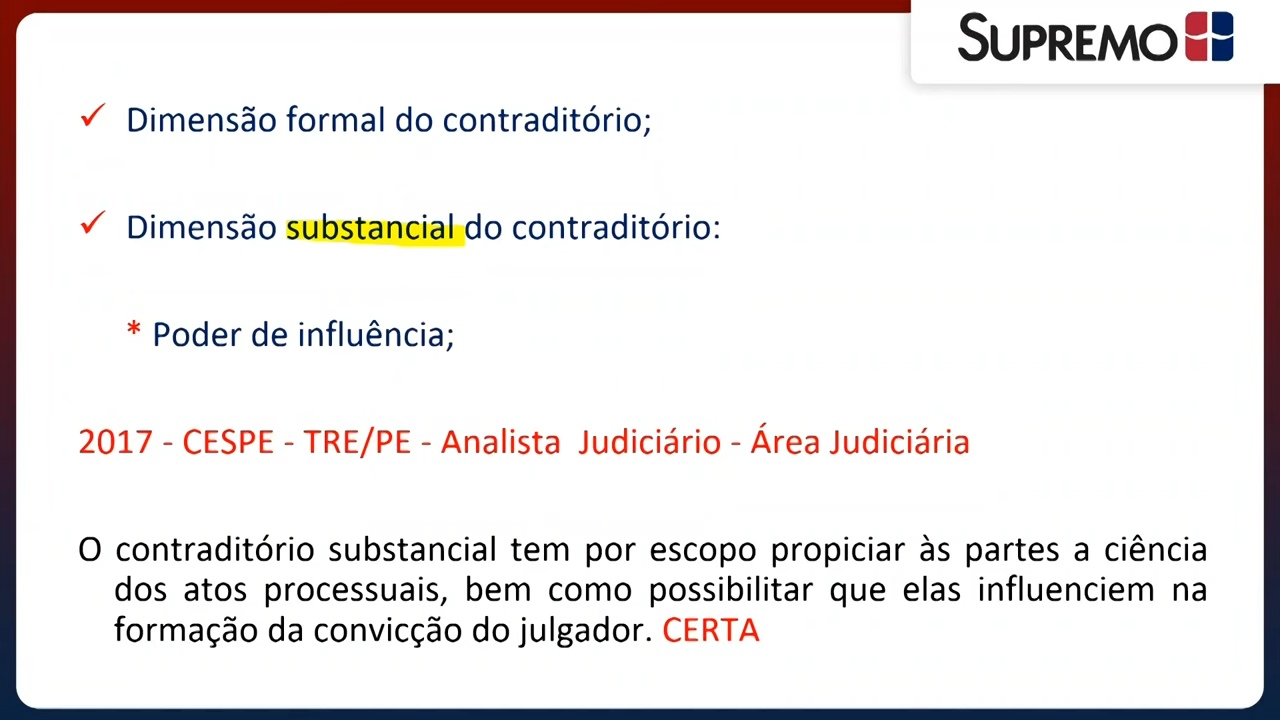 SUPREMO
✓ Dimensão formal do contraditório;
✓ Dimensão substancial do contraditório:
* Poder de influência;
2017 - CESPE - TRE/PE - Analista Judiciário - Área Judiciária
O contraditório substancial tem por escopo propiciar às partes a ciência
dos atos processuais, bem como possibilitar que elas influenciem na
formação da convicção do julgador. CERTA